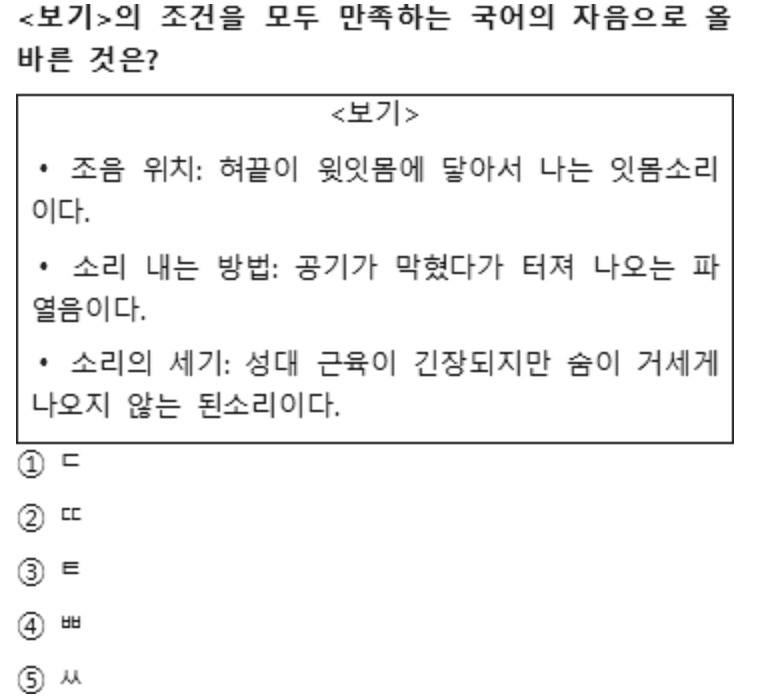 <보기>의 조건을 모두 만족하는 국어의 자음으로 올
바른 것은?
<보기>
• 조음 위치: 혀끝이 윗잇몸에 닿아서 나는 잇몸소리
이다.
• 소리 내는 방법: 공기가 막혔다가 터져 나오는 파
열음이다.
• 소리의 세기: 성대 근육이 긴장되지만 숨이 거세게
나오지 않는 된소리이다.
① ㄷ
② ㄸ
③ ㅌ
④ ㅃ
⑤ ㅆ